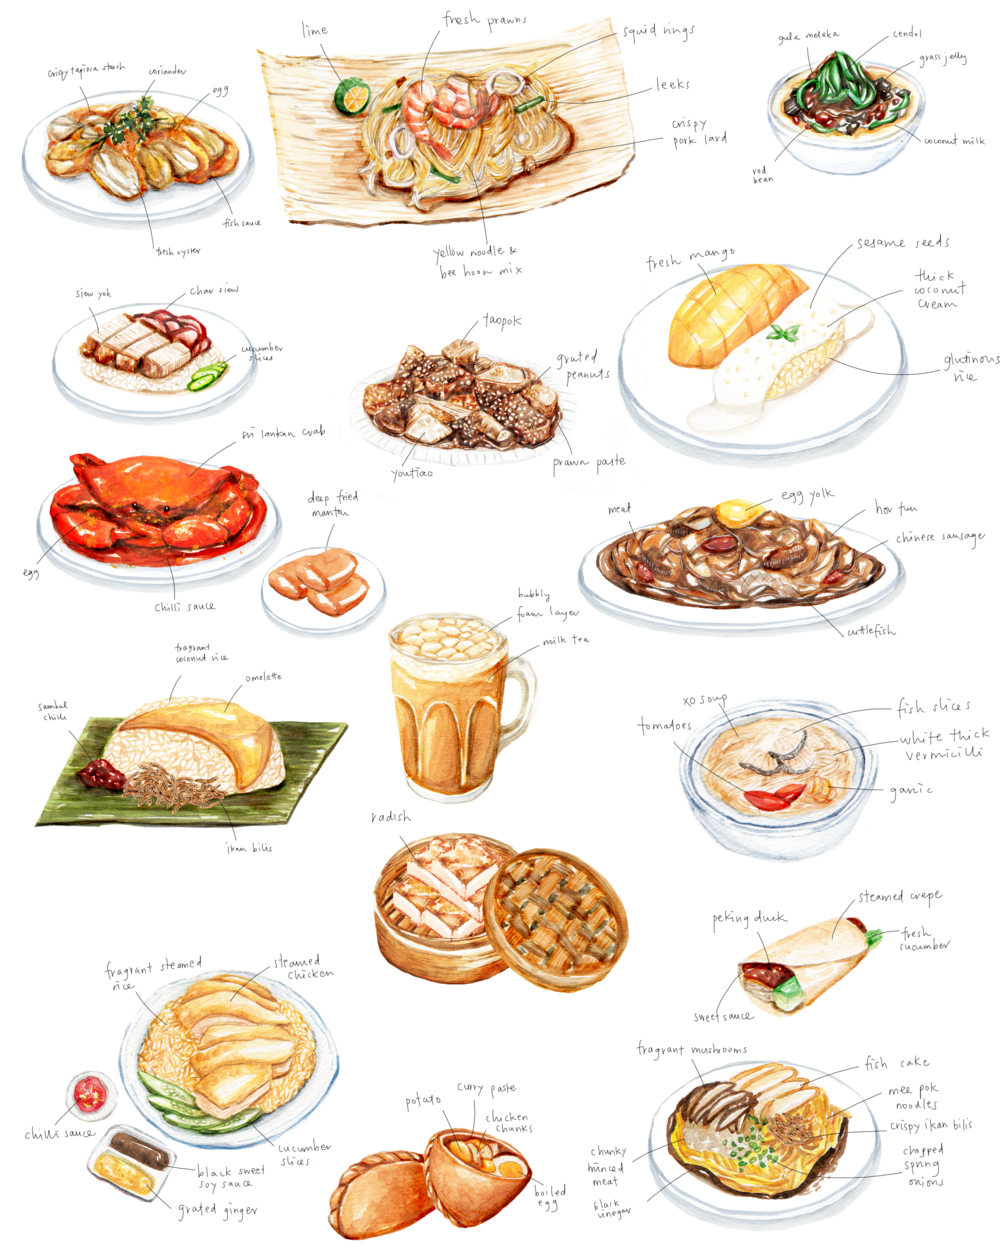 crispy tapioca starch
coriander
egg
fish sauce
fresh oyster
lime
fresh prawns
squid rings
leeks
crispy
pork lard
yellow noodle &
bee hoon mix
gula melaka
cendol
grass jelly
coconut milk
red
bean
siew yok
char siew
cucumber
slices
taopok
grated
peanuts
youtiao
prawn paste
fresh mango
sesame seeds
thick
coconut
cream
glutinous
rice
sri lankan crab
egg
chilli sauce
deep fried
mantou
meat
egg yolk
hor fun
chinese sausage
cuttlefish
bubbly
foam layer
milk tea
fragrant
coconut rice
omelette
sambal
chilli
ikan bilis
xo soup
tomatoes
fish slices
white thick
vermicilli
garlic
radish
peking duck
steamed crepe
fresh
cucumber
sweet sauce
fragrant steamed
rice
steamed
chicken
chilli sauce
cucumber
slices
black sweet
soy sauce
grated ginger
potato
curry paste
chicken
chunks
boiled
egg
fragrant mushrooms
fish cake
mee pok
noodles
crispy ikan bilis
chopped
spring
onions
chunky
minced
meat
black
vinegar